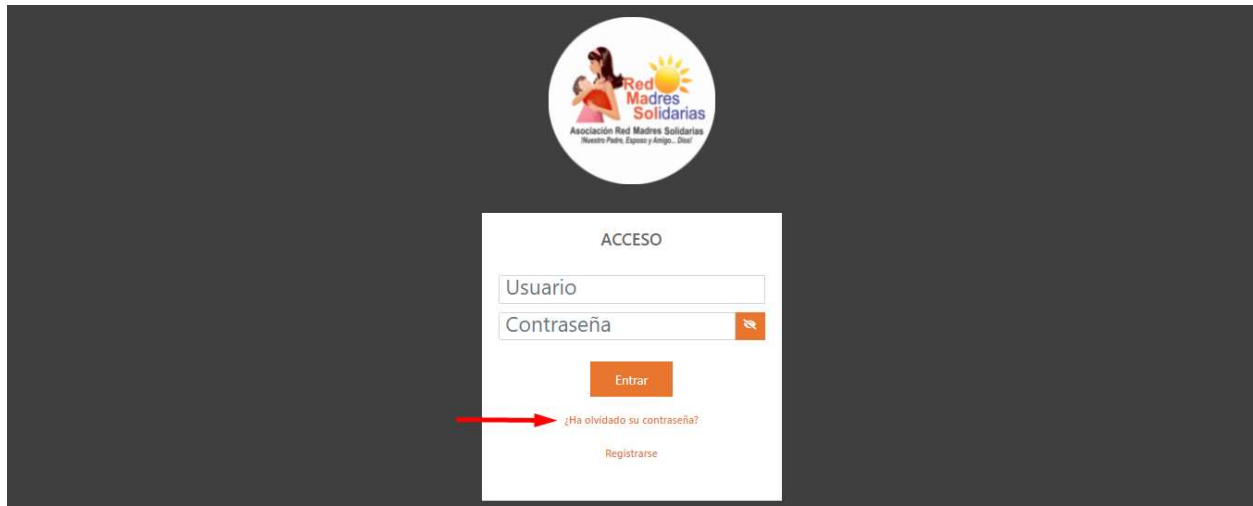 Red
Madres
Solidarias
Asociación Red Madres Solidarias
!Nuestro Padre, Esposo y Amigo... Dios!
ACCESO
Usuario
Contraseña
Entrar
¿Ha olvidado su contraseña?
Registrarse